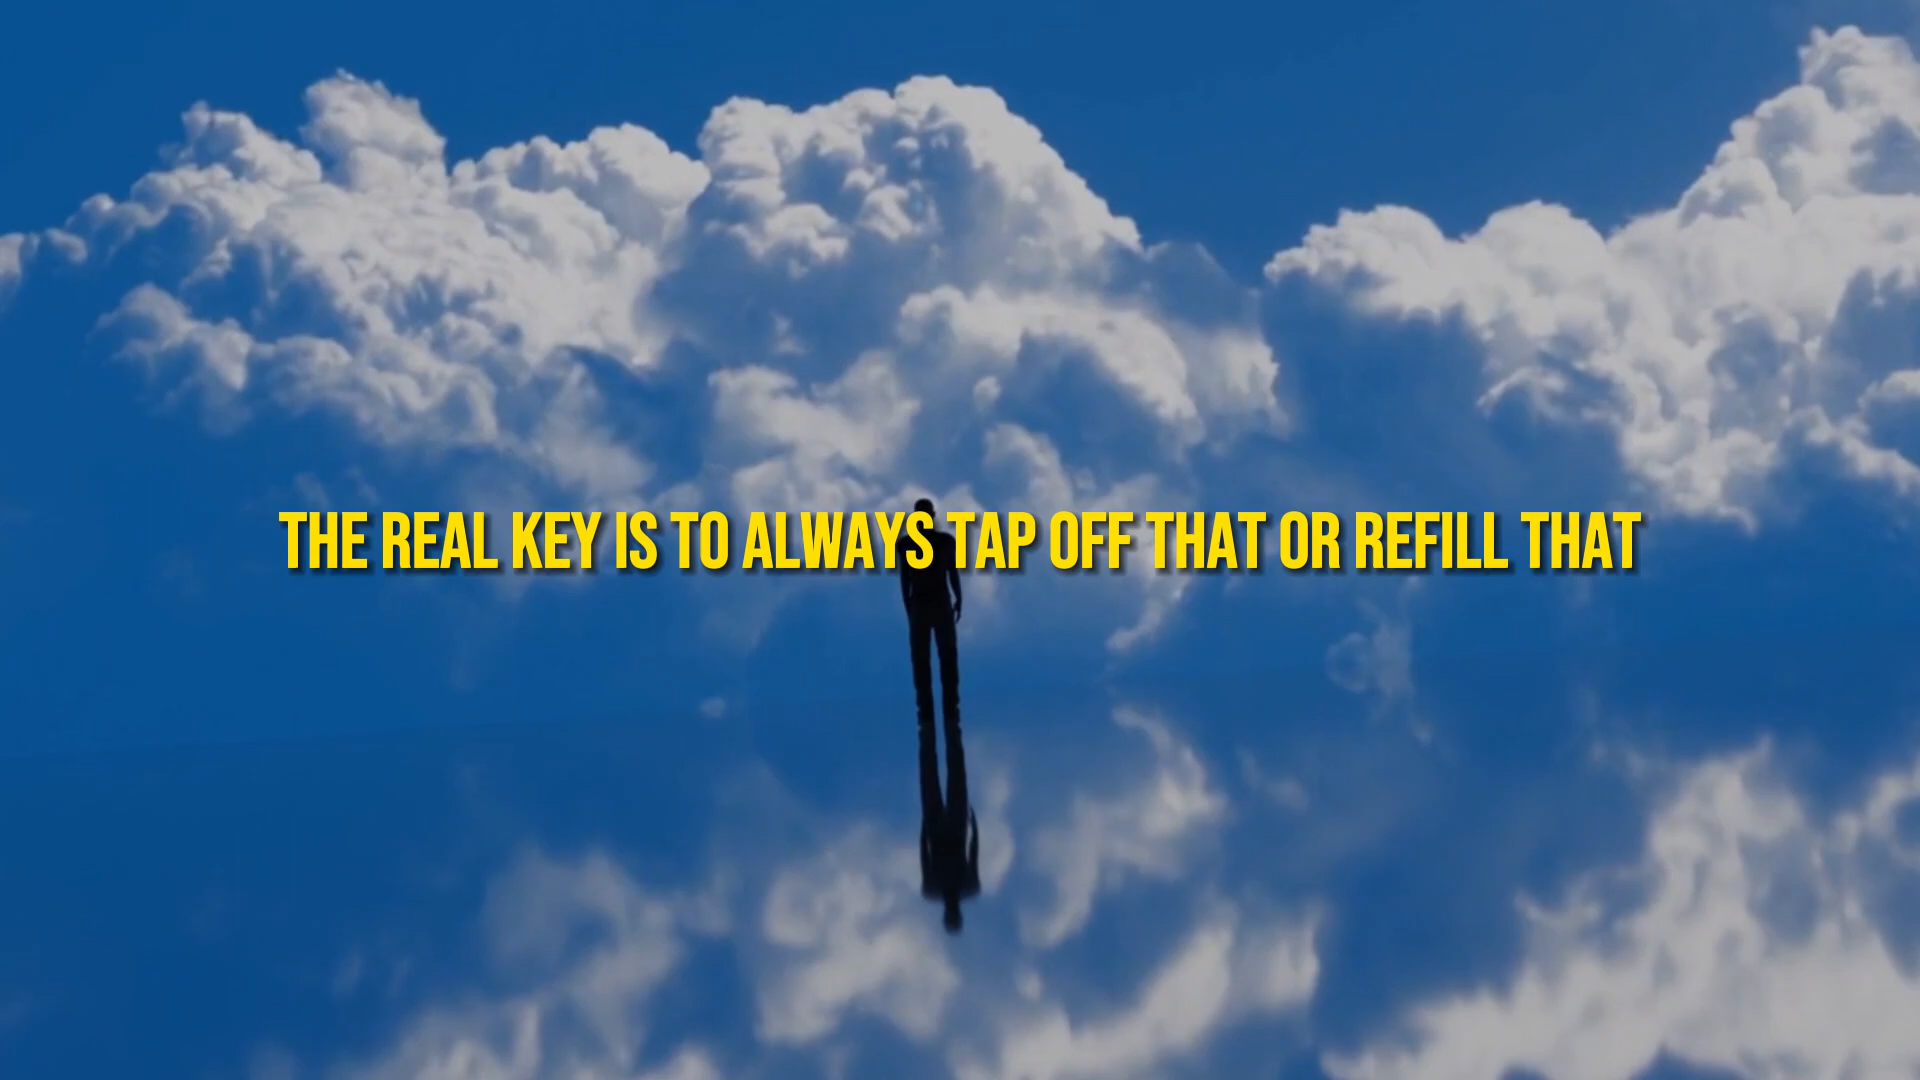 THE REAL KEY IS TO ALWAYS TAP OFF THAT OR REFILL THAT